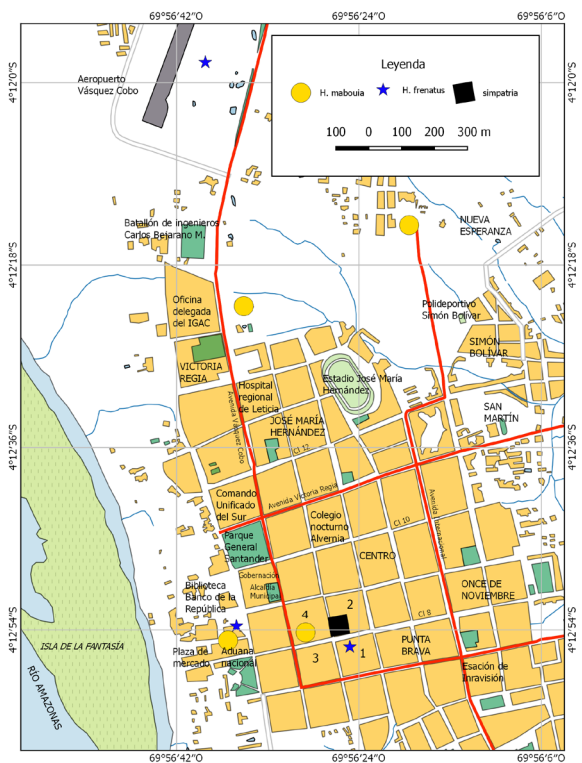 69°56'42"O
69°56'24"O
69°56'6"O
4°12'0"S
4°12'0"S
Aeropuerto
Vásquez Cobo
Leyenda
H. mabouia
H. frenatus
simpatria
100 0 100 200 300 m
Batallón de ingenieros
Carlos Bejarano M.
NUEVA
ESPERANZA
4°12'18"S
4°12'18"S
Oficina
delegada
del IGAC
Polideportivo
Simón Bolívar
SIMÓN
BOLÍVAR
VICTORIA
REGIA
Estadio José María
Hernández
Hospital
regional
de Leticia
Avenida Vásquez Cobo
JOSÉ MARÍA
HERNÁNDEZ
SAN
MARTÍN
Cl 12
4°12'36"S
4°12'36"S
Comando
Unificado
del Sur
Avenida Victoria Regia
Avenida Internacional
Colegio
nocturno
Alvernia
Cl 10
Parque
General
Santander
CENTRO
Gobernación
Alcaldía
Municipal
Biblioteca
Banco de la
República
ONCE DE
NOVIEMBRE
2
4
Cl 8
4°12'54"S
4°12'54"S
ISLA DE LA FANTASÍA
Plaza de
mercado
Aduana
nacional
3
1
PUNTA
BRAVA
Esación de
Inravisión
RÍO AMAZONAS
69°56'42"O
69°56'24"O
69°56'6"O